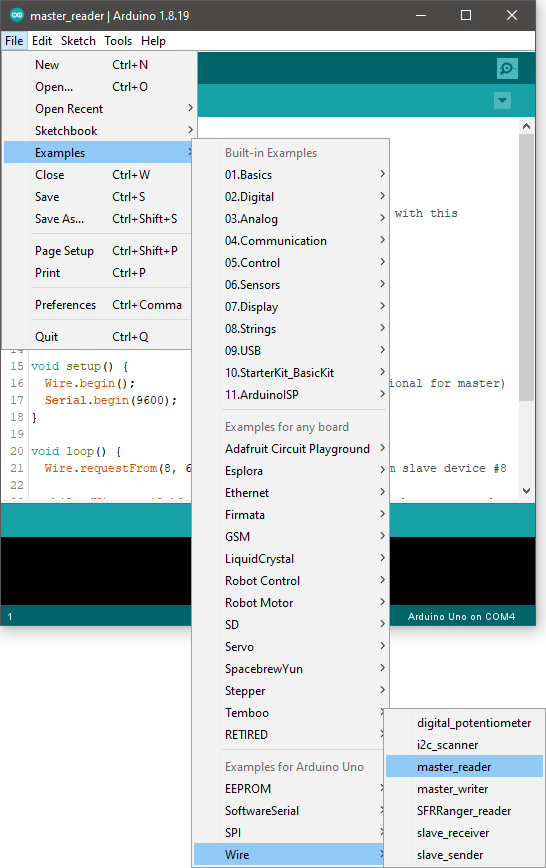 master_reader | Arduino 1.8.19
File Edit Sketch Tools Help
New Ctrl+N
Open... Ctrl+O
Open Recent
Sketchbook
Examples
Close Ctrl+W
Save Ctrl+S
Save As... Ctrl+Shift+S
Page Setup Ctrl+Shift+P
Print Ctrl+P
Preferences Ctrl+Comma
Quit Ctrl+Q
Built-in Examples
01.Basics
02.Digital
03.Analog
04.Communication
05.Control
06.Sensors
07.Display
08.Strings
09.USB
10.StarterKit_BasicKit
11.ArduinoISP
Examples for any board
Adafruit Circuit Playground
Esplora
Ethernet
Firmata
GSM
LiquidCrystal
Robot Control
Robot Motor
SD
Servo
SpacebrewYun
Stepper
Temboo
RETIRED
Examples for Arduino Uno
EEPROM
SoftwareSerial
SPI
Wire
digital_potentiometer
i2c_scanner
master_reader
master_writer
SFRRanger_reader
slave_receiver
slave_sender
with this
15 void setup() {
16 Wire.begin(); ional for master)
17 Serial.begin(9600);
18 }
19
20 void loop() {
21 Wire.requestFrom(8, 6 m slave device #8
22
1 Arduino Uno on COM4